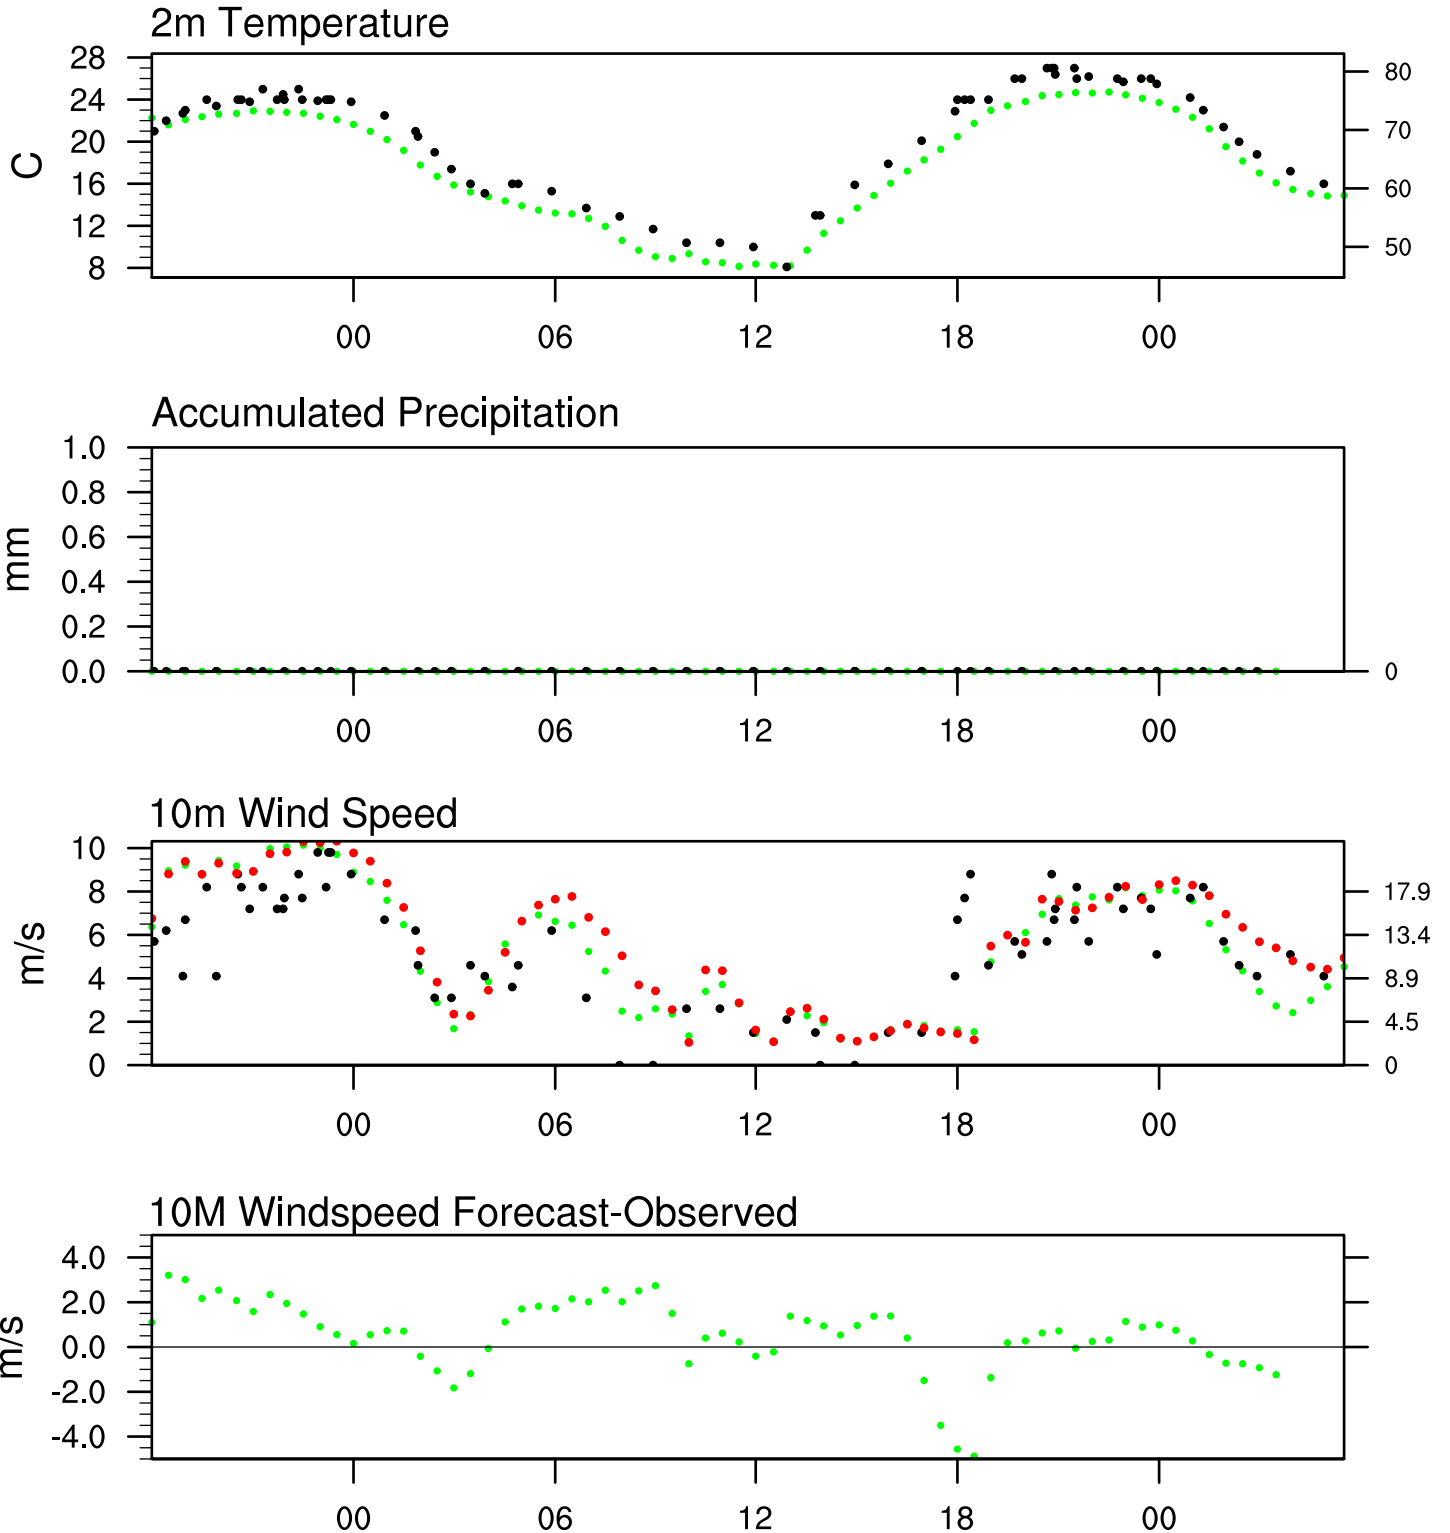 2m Temperature
28
24
20
16
12
8
C
80
70
60
50
00 06 12 18 00
Accumulated Precipitation
1.0
0.8
0.6
0.4
0.2
0.0
mm
0
00 06 12 18 00
10m Wind Speed
10
8
6
4
2
0
m/s
17.9
13.4
8.9
4.5
0
00 06 12 18 00
10M Windspeed Forecast-Observed
4.0
2.0
0.0
-2.0
-4.0
m/s
00 06 12 18 00